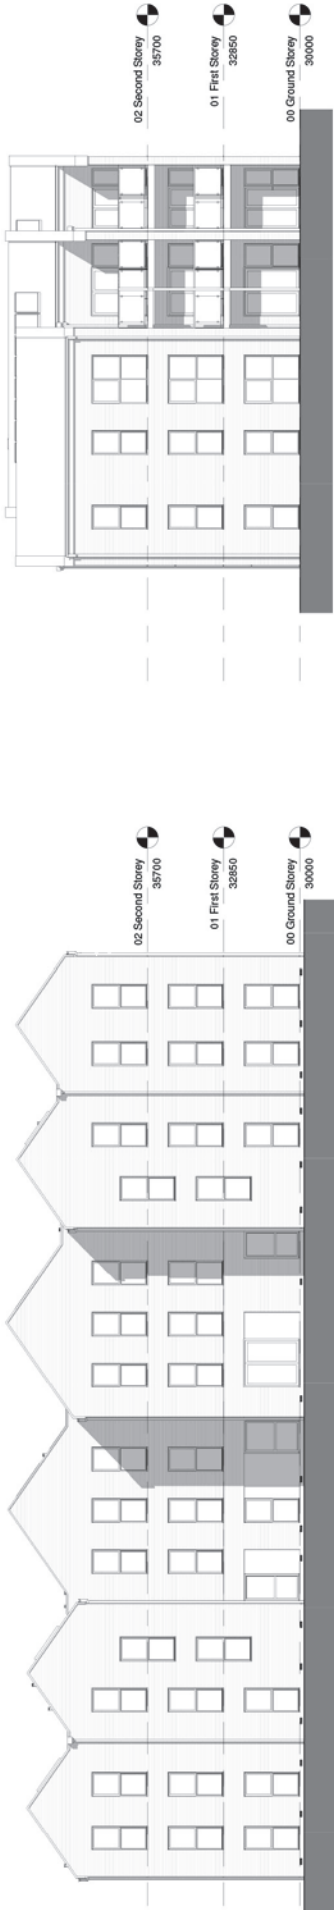 02 Second Storey
35700
01 First Storey
32850
00 Ground Storey
30000
02 Second Storey
35700
01 First Storey
32850
00 Ground Storey
30000